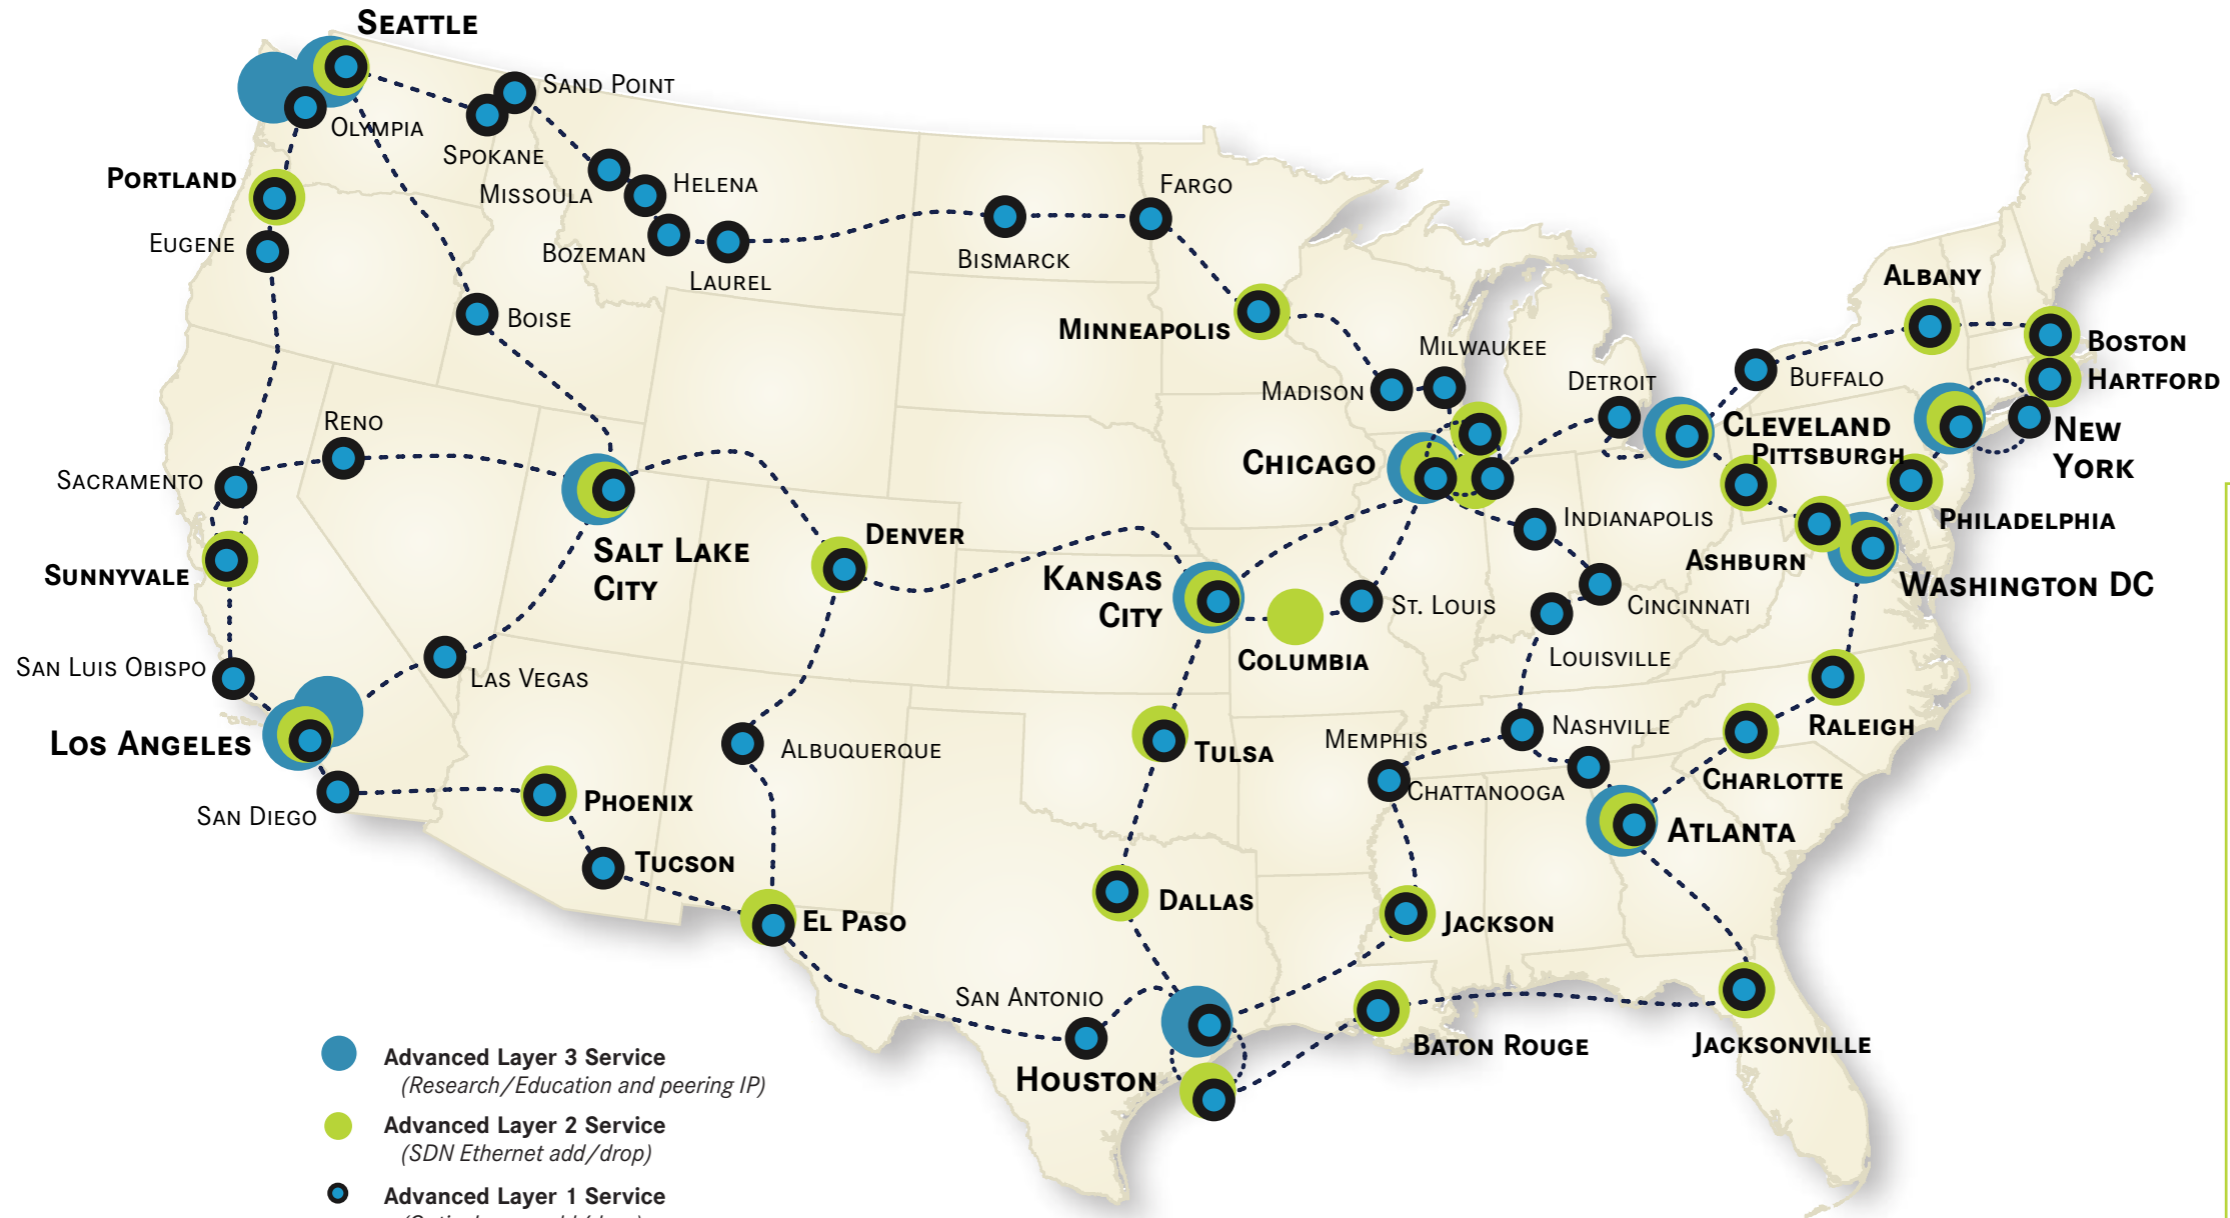 SEATTLE
SAND POINT
OLYMPIA
SPOKANE
PORTLAND
MISSOULA
HELENA
FARGO
EUGENE
BOZEMAN
BISMARCK
LAUREL
ALBANY
BOISE
MINNEAPOLIS
MILWAUKEE
BOSTON
MADISON
DETROIT
BUFFALO
HARTFORD
RENO
CLEVELAND
NEW
YORK
PITTSBURGH
CHICAGO
SACRAMENTO
INDIANAPOLIS
PHILADELPHIA
DENVER
SALT LAKE
CITY
ASHBURN
SUNNYVALE
KANSAS
CITY
WASHINGTON DC
ST. LOUIS
CINCINNATI
COLUMBIA
LOUISVILLE
SAN LUIS OBISPO
LAS VEGAS
RALEIGH
NASHVILLE
MEMPHIS
LOS ANGELES
ALBUQUERQUE
TULSA
CHARLOTTE
CHATTANOOGA
PHOENIX
SAN DIEGO
ATLANTA
TUCSON
DALLAS
EL PASO
JACKSON
SAN ANTONIO
BATON ROUGE
JACKSONVILLE
HOUSTON
Advanced Layer 3 Service
(Research/Education and peering IP)
Advanced Layer 2 Service
(SDN Ethernet add/drop)
Advanced Layer 1 Service